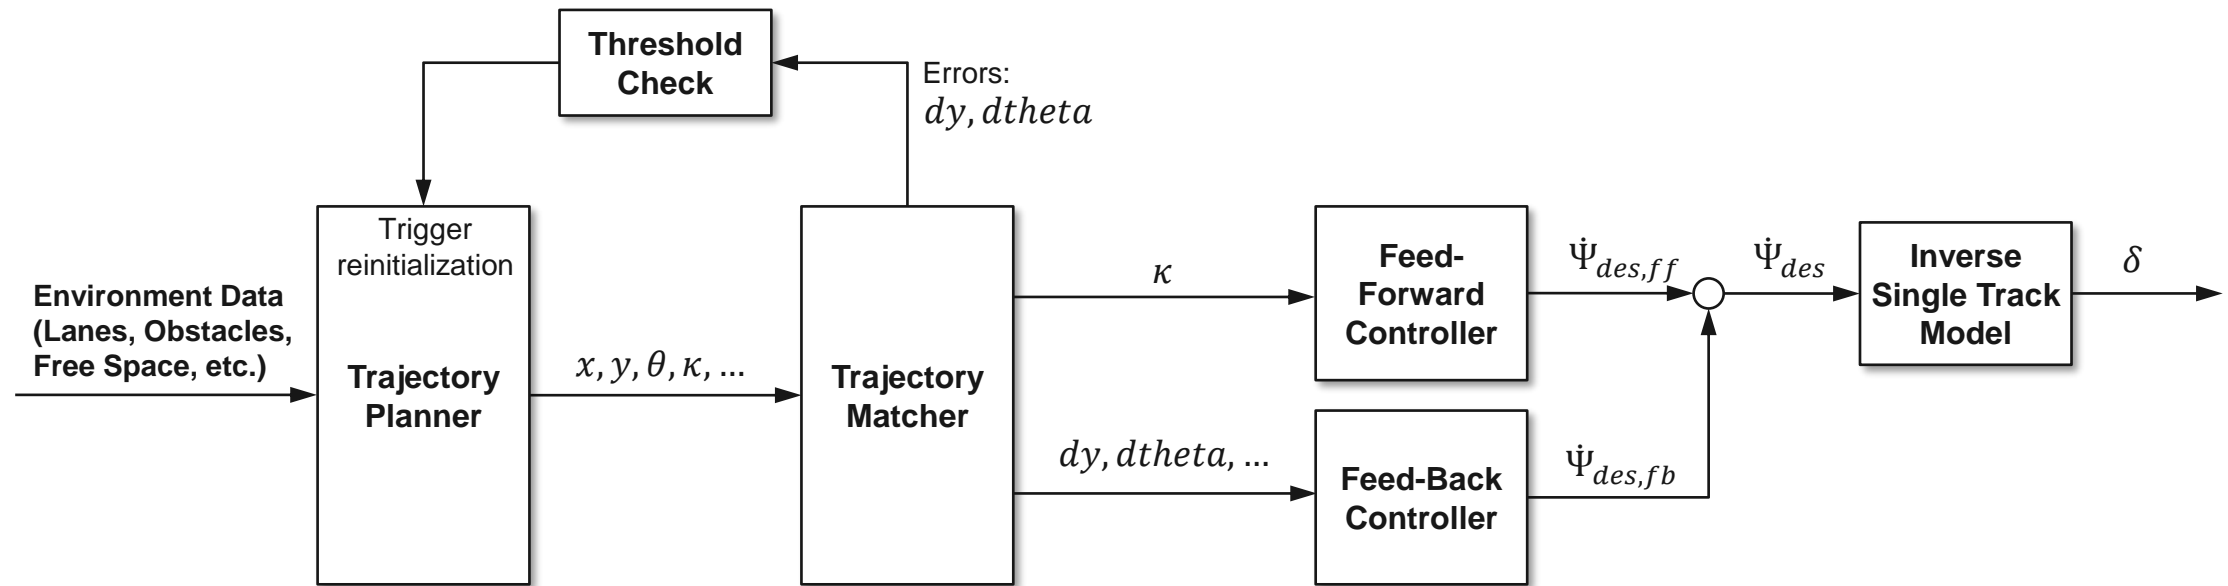 Threshold
Check
Errors:
dy, dtheta
Trigger
reinitialization
Environment Data
(Lanes, Obstacles,
Free Space, etc.)
Trajectory
Planner
x, y, θ, κ, ...
Trajectory
Matcher
κ
dy, dtheta, ...
Feed-
Forward
Controller
Feed-Back
Controller
Ψ̇des,ff
Ψ̇des,fb
Ψ̇des
Inverse
Single Track
Model
δ